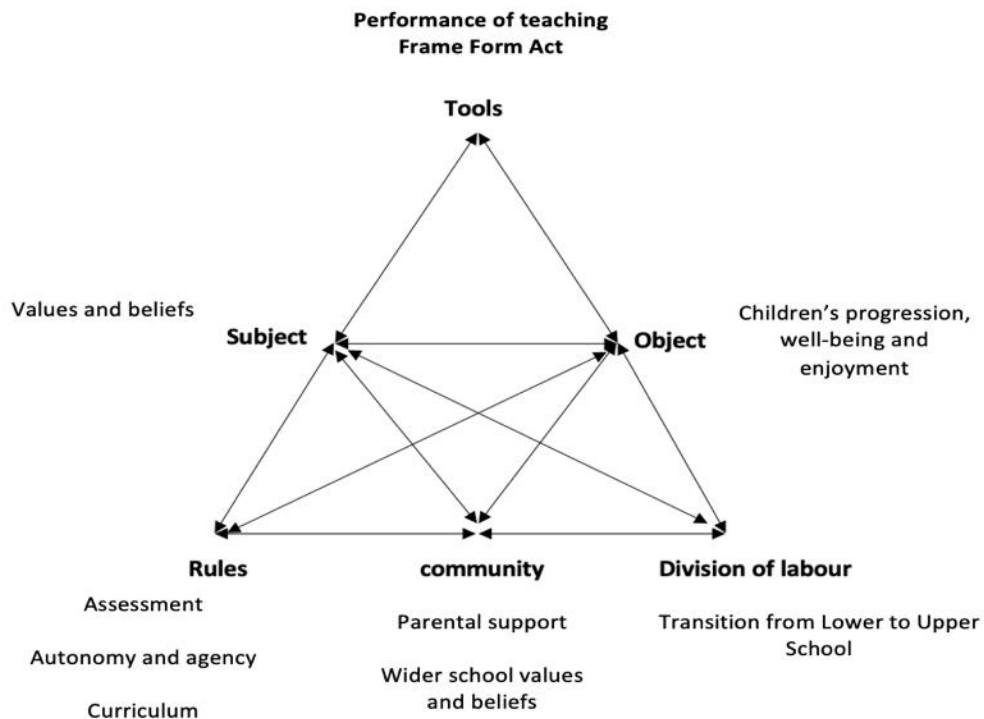 Performance of teaching
Frame Form Act
Tools
Values and beliefs
Subject
Object
Children’s progression,
well-being and
enjoyment
Rules
community
Division of labour
Assessment
Autonomy and agency
Curriculum
Parental support
Wider school values
and beliefs
Transition from Lower to Upper
School